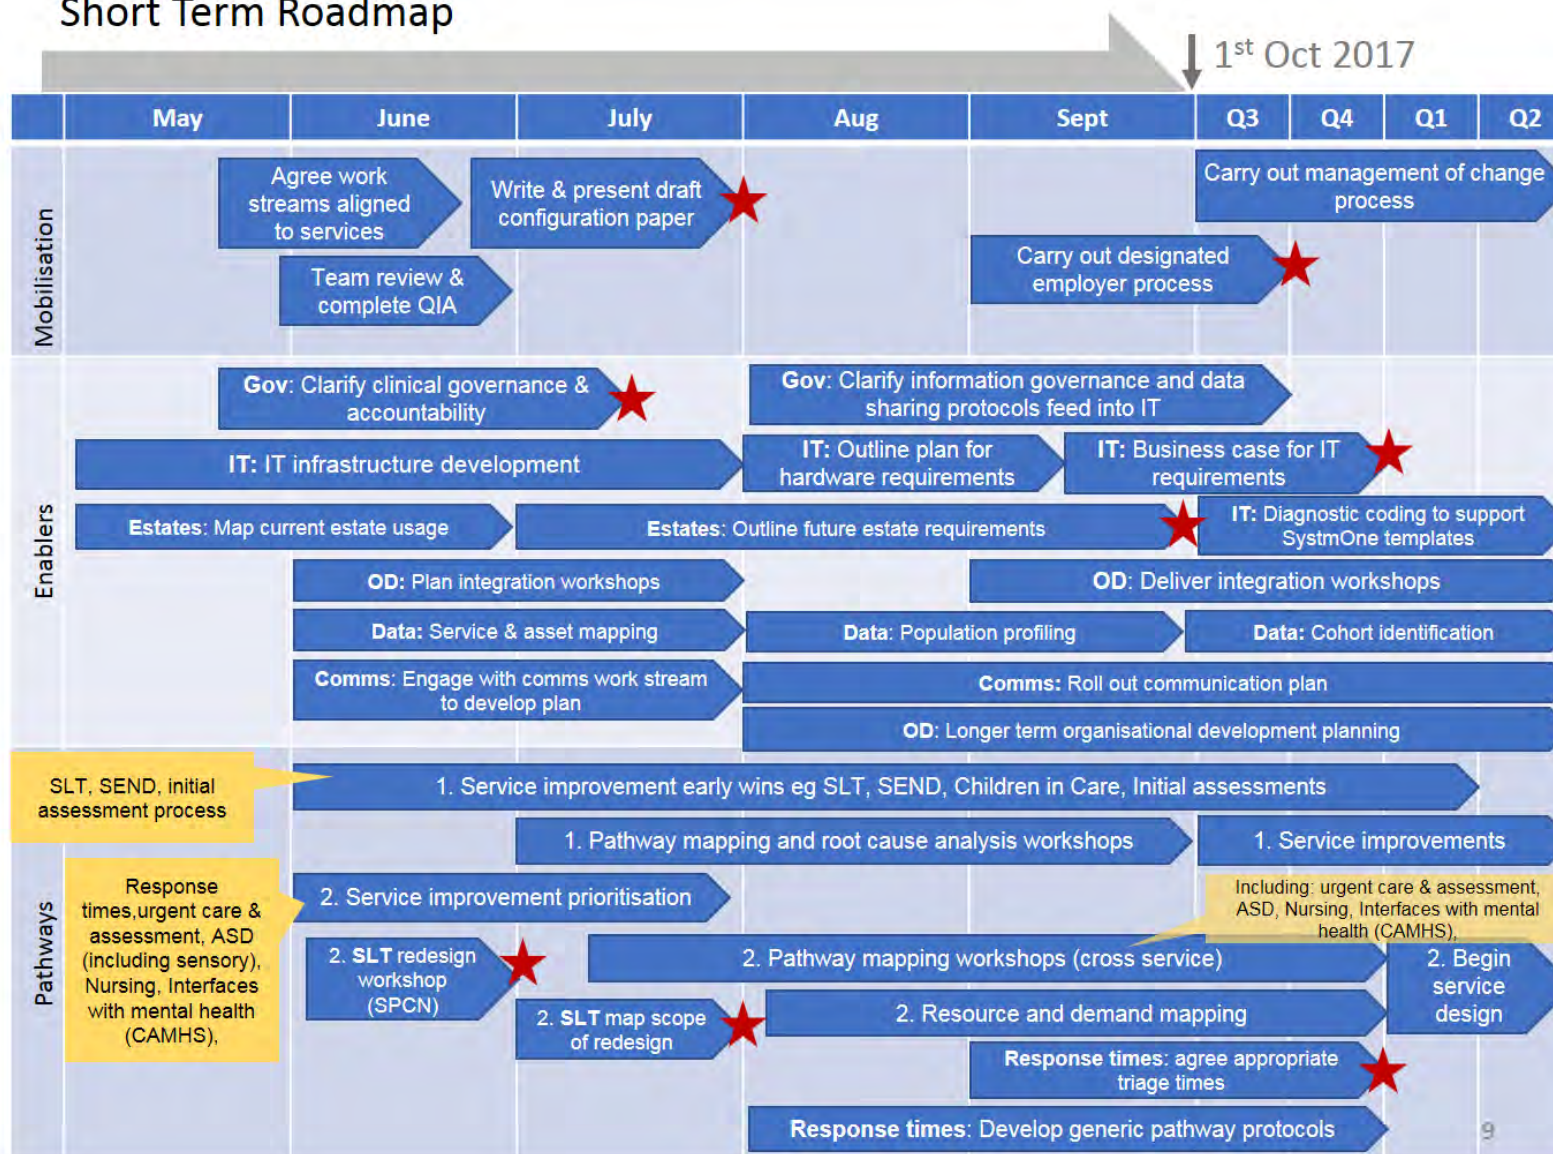 Short Term Roadmap
1st Oct 2017
May
June
July
Aug
Sept
Q3
Q4
Q1
Q2
Mobilisation
Agree work
streams aligned
to services
Write & present draft
configuration paper
Carry out management of change
process
Team review &
complete QIA
Carry out designated
employer process
Enablers
Gov: Clarify clinical governance &
accountability
Gov: Clarify information governance and data
sharing protocols feed into IT
IT: IT infrastructure development
IT: Outline plan for
hardware requirements
IT: Business case for IT
requirements
Estates: Map current estate usage
Estates: Outline future estate requirements
IT: Diagnostic coding to support
SystmOne templates
OD: Plan integration workshops
OD: Deliver integration workshops
Data: Service & asset mapping
Data: Population profiling
Data: Cohort identification
Comms: Engage with comms work stream
to develop plan
Comms: Roll out communication plan
OD: Longer term organisational development planning
Pathways
SLT, SEND, initial
assessment process
1. Service improvement early wins eg SLT, SEND, Children in Care, Initial assessments
1. Pathway mapping and root cause analysis workshops
1. Service improvements
Response
times,urgent care &
assessment, ASD
(including sensory),
Nursing, Interfaces
with mental health
(CAMHS),
2. Service improvement prioritisation
Including: urgent care & assessment,
ASD, Nursing, Interfaces with mental
health (CAMHS),
2. SLT redesign
workshop
(SPCN)
2. Pathway mapping workshops (cross service)
2. Begin
service
design
2. SLT map scope
of redesign
2. Resource and demand mapping
Response times: agree appropriate
triage times
Response times: Develop generic pathway protocols
9